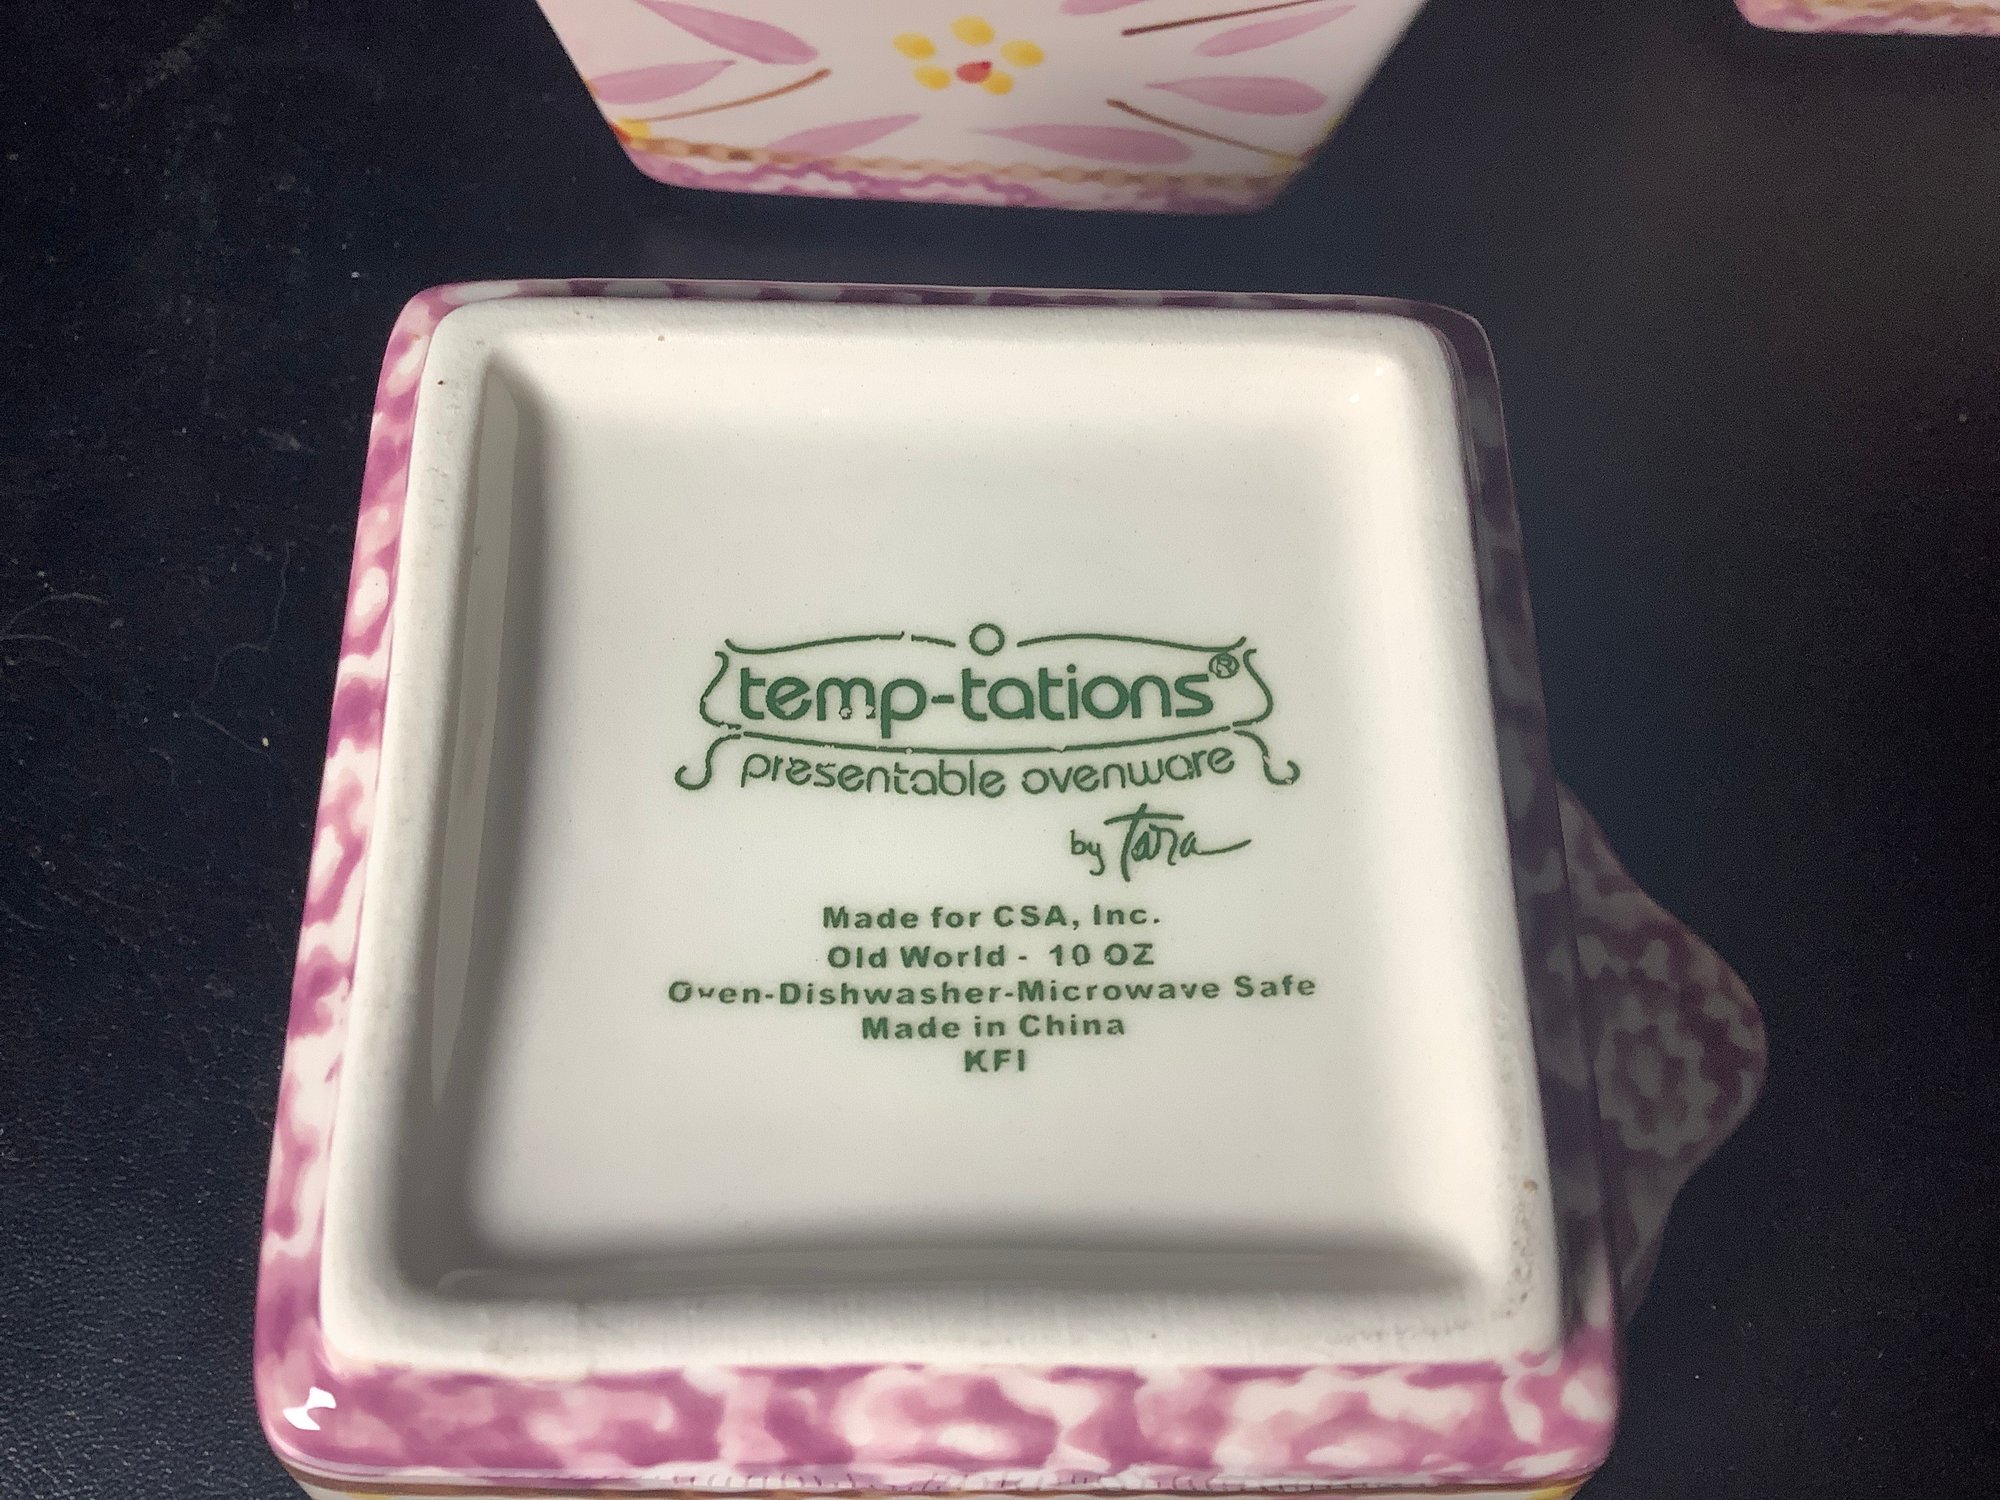 temp-tations®
presentable ovenware
by Tara
Made for CSA, Inc.
Old World - 10 OZ
Oven-Dishwasher-Microwave Safe
Made in China
KFI